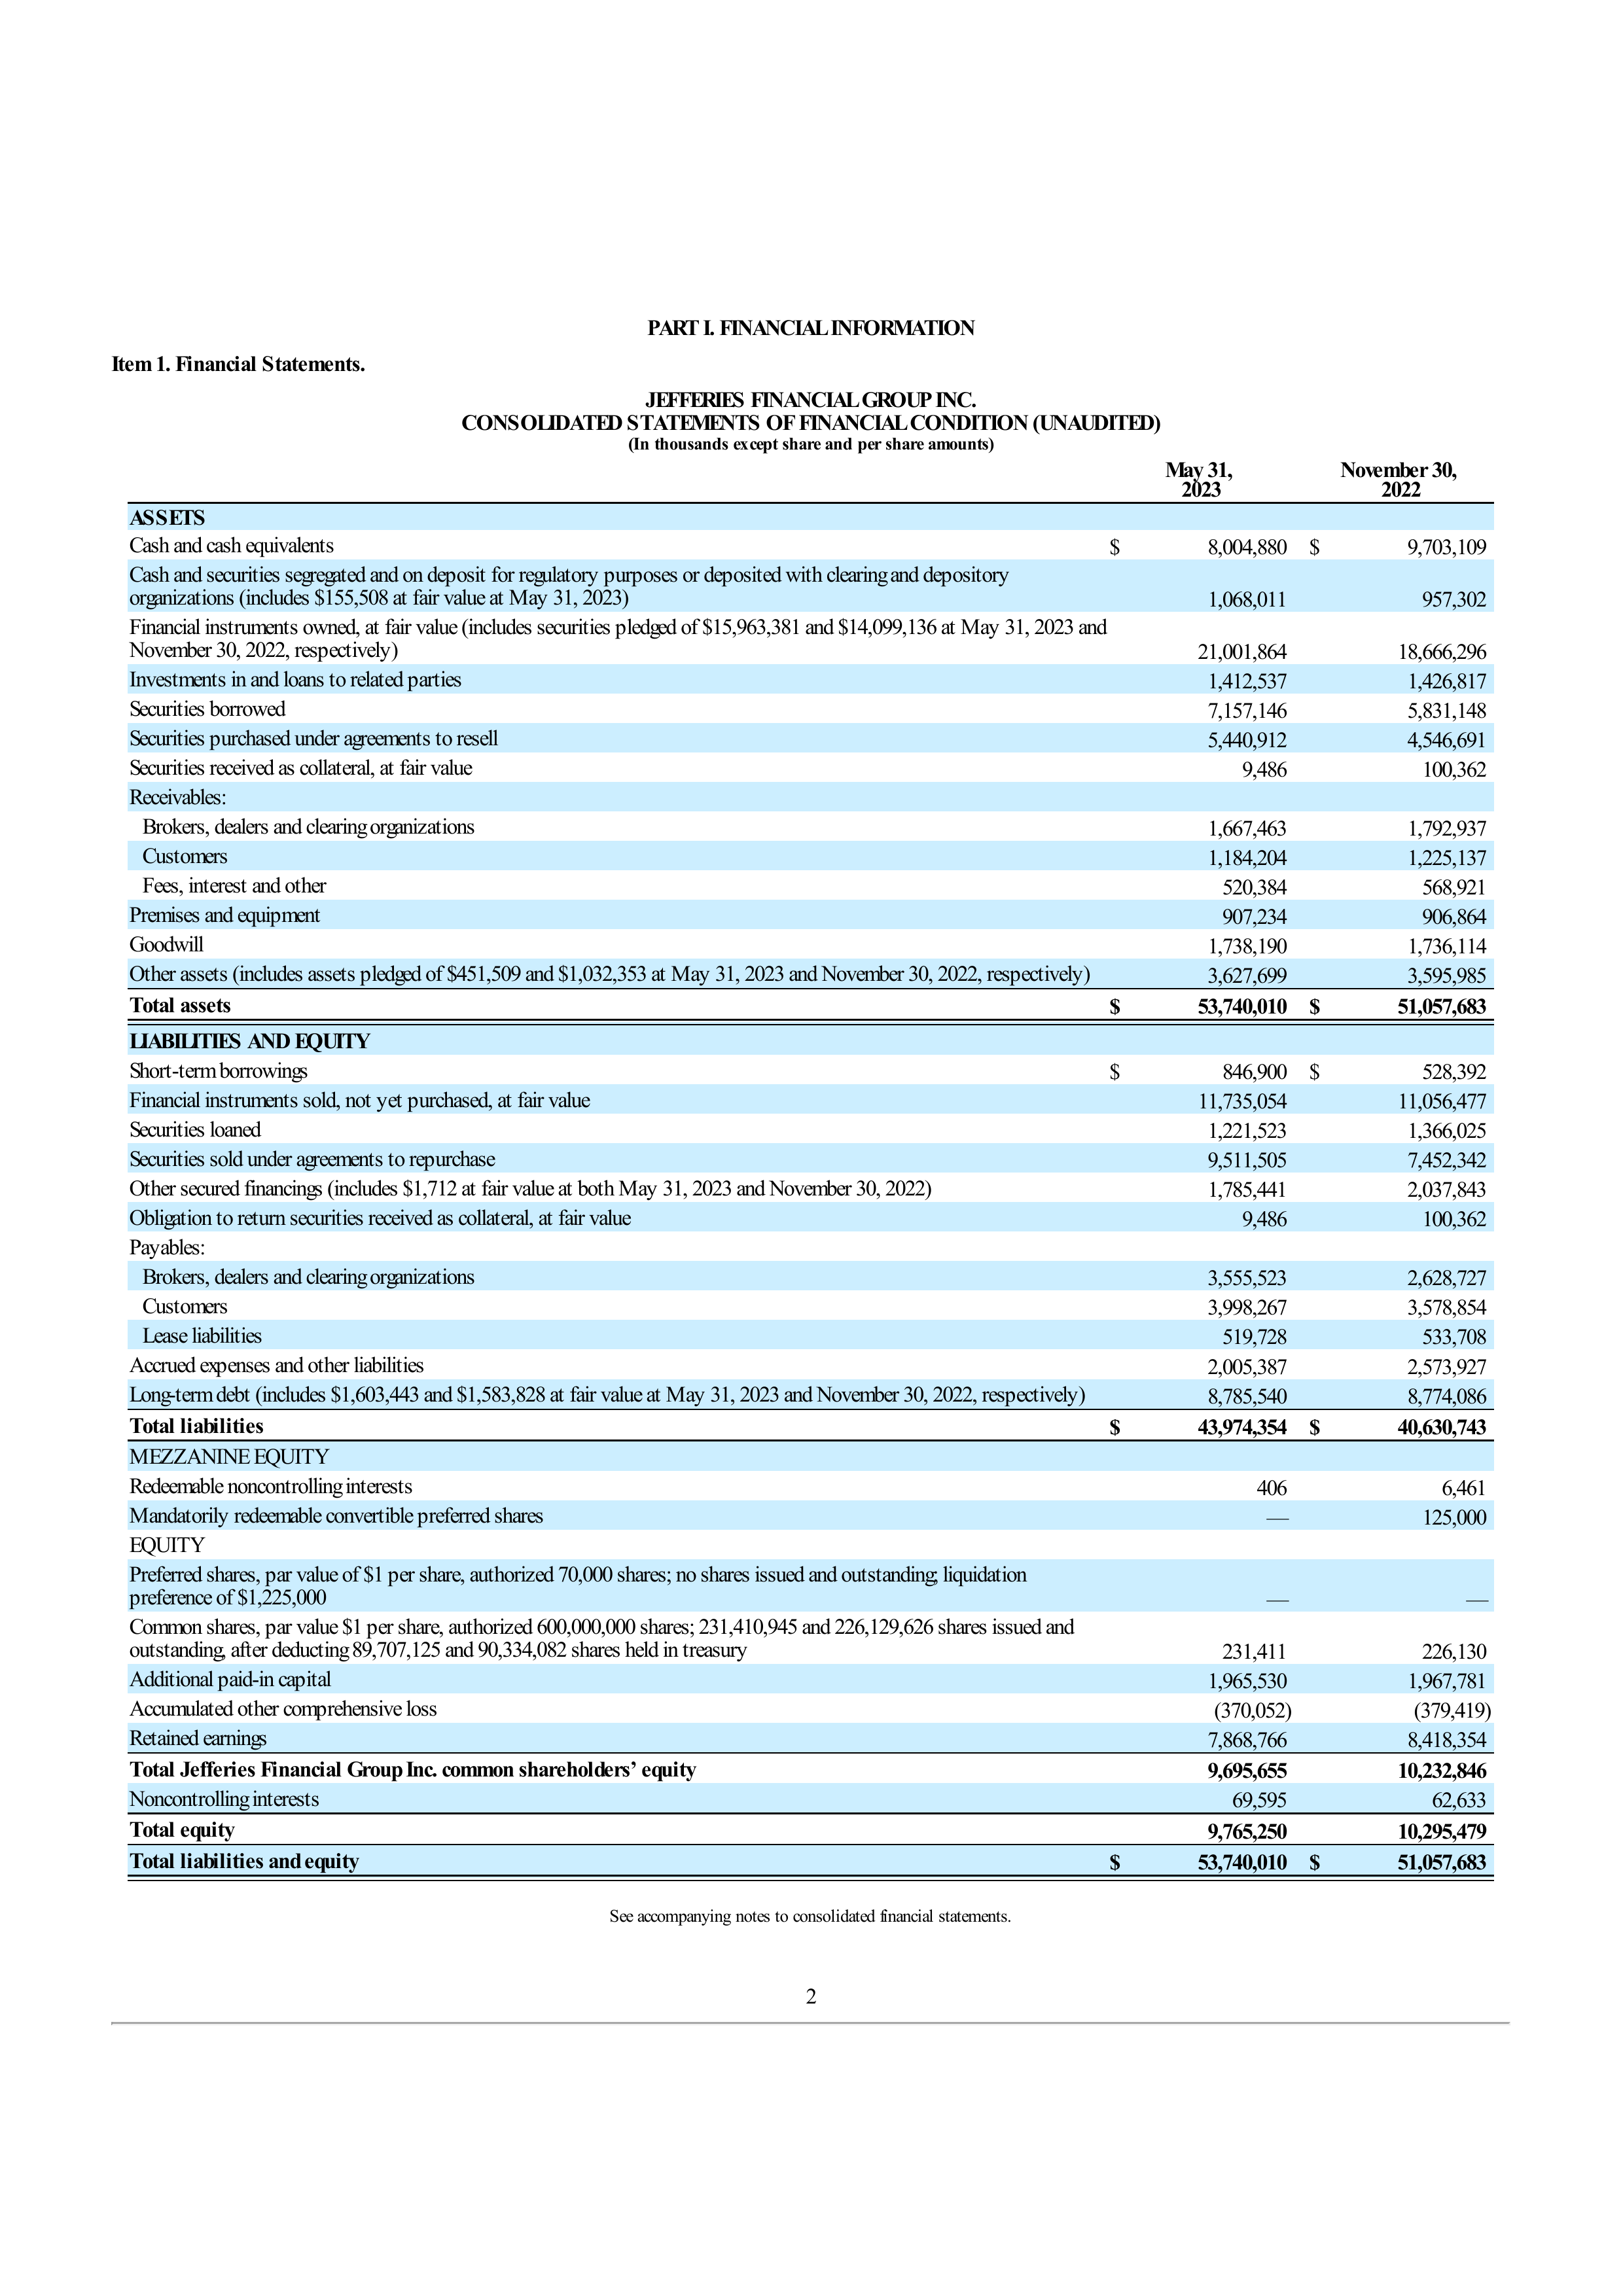 PART I. FINANCIAL INFORMATION
Item 1. Financial Statements.
JEFFERIES FINANCIAL GROUP INC.
CONSOLIDATED STATEMENTS OF FINANCIAL CONDITION (UNAUDITED)
(In thousands except share and per share amounts)
May 31, November 30,
2023 2022
ASSETS
Cash and cash equivalents $ 8,004,880 $ 9,703,109
Cash and securities segregated and on deposit for regulatory purposes or deposited with clearing and depository
organizations (includes $155,508 at fair value at May 31, 2023) 1,068,011 957,302
Financial instruments owned, at fair value (includes securities pledged of $15,963,381 and $14,099,136 at May 31, 2023 and
November 30, 2022, respectively) 21,001,864 18,666,296
Investments in and loans to related parties 1,412,537 1,426,817
Securities borrowed 7,157,146 5,831,148
Securities purchased under agreements to resell 5,440,912 4,546,691
Securities received as collateral, at fair value 9,486 100,362
Receivables:
Brokers, dealers and clearing organizations 1,667,463 1,792,937
Customers 1,184,204 1,225,137
Fees, interest and other 520,384 568,921
Premises and equipment 907,234 906,864
Goodwill 1,738,190 1,736,114
Other assets (includes assets pledged of $451,509 and $1,032,353 at May 31, 2023 and November 30, 2022, respectively) 3,627,699 3,595,985
Total assets $ 53,740,010 $ 51,057,683
LIABILITIES AND EQUITY
Short-term borrowings $ 846,900 $ 528,392
Financial instruments sold, not yet purchased, at fair value 11,735,054 11,056,477
Securities loaned 1,221,523 1,366,025
Securities sold under agreements to repurchase 9,511,505 7,452,342
Other secured financings (includes $1,712 at fair value at both May 31, 2023 and November 30, 2022) 1,785,441 2,037,843
Obligation to return securities received as collateral, at fair value 9,486 100,362
Payables:
Brokers, dealers and clearing organizations 3,555,523 2,628,727
Customers 3,998,267 3,578,854
Lease liabilities 519,728 533,708
Accrued expenses and other liabilities 2,005,387 2,573,927
Long-term debt (includes $1,603,443 and $1,583,828 at fair value at May 31, 2023 and November 30, 2022, respectively) 8,785,540 8,774,086
Total liabilities $ 43,974,354 $ 40,630,743
MEZZANINE EQUITY
Redeemable noncontrolling interests 406 6,461
Mandatorily redeemable convertible preferred shares — 125,000
EQUITY
Preferred shares, par value of $1 per share, authorized 70,000 shares; no shares issued and outstanding; liquidation
preference of $1,225,000 — —
Common shares, par value $1 per share, authorized 600,000,000 shares; 231,410,945 and 226,129,626 shares issued and
outstanding, after deducting 89,707,125 and 90,334,082 shares held in treasury 231,411 226,130
Additional paid-in capital 1,965,530 1,967,781
Accumulated other comprehensive loss (370,052) (379,419)
Retained earnings 7,868,766 8,418,354
Total Jefferies Financial Group Inc. common shareholders’ equity 9,695,655 10,232,846
Noncontrolling interests 69,595 62,633
Total equity 9,765,250 10,295,479
Total liabilities and equity $ 53,740,010 $ 51,057,683
See accompanying notes to consolidated financial statements.
2